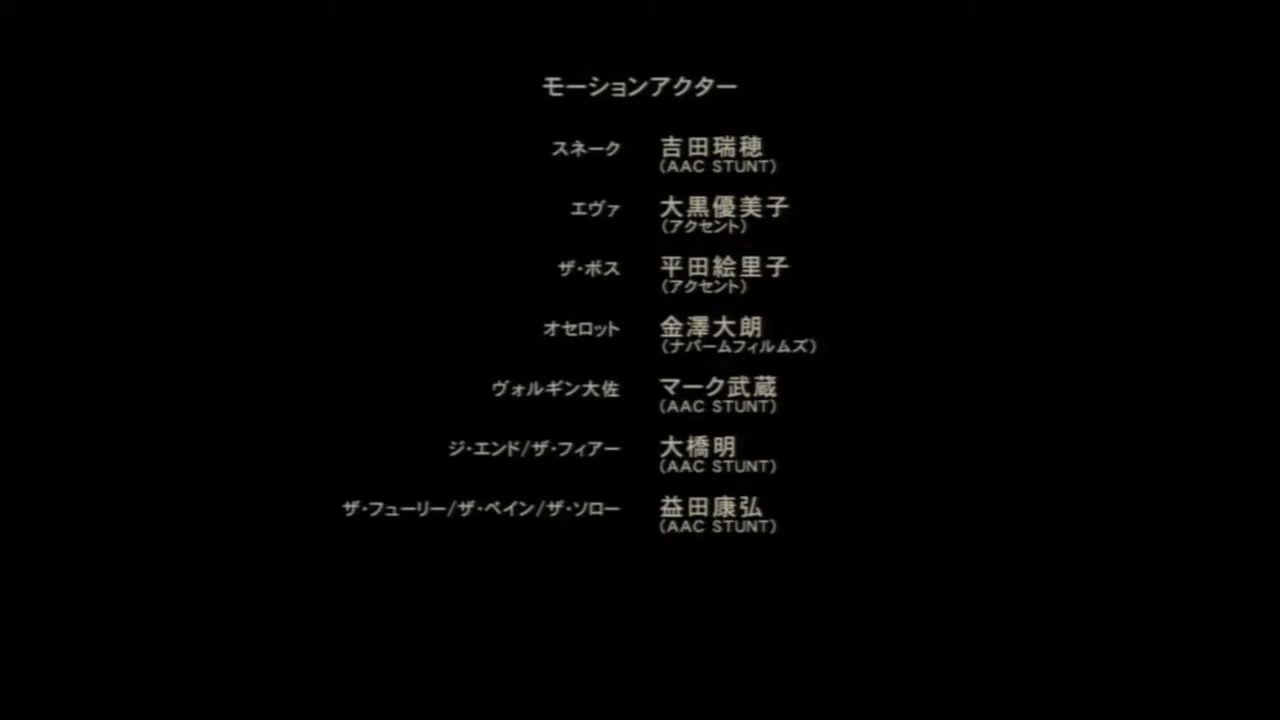 モーションアクター
スネーク 吉田瑞穂
(AAC STUNT)
エヴァ 大黒優美子
(アクセント)
ザ・ボス 平田絵里子
(アクセント)
オセロット 金澤大朗
(ナパームフィルムズ)
ヴォルギン大佐 マーク武蔵
(AAC STUNT)
ジ・エンド/ザ・フィアー 大橋明
(AAC STUNT)
ザ・フューリー/ザ・ペイン/ザ・ソロー 益田康弘
(AAC STUNT)